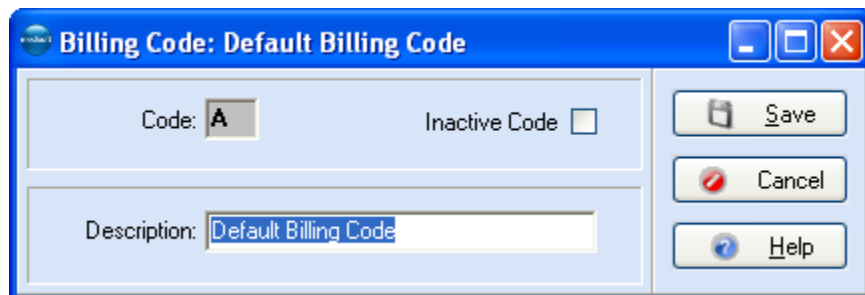 Billing Code: Default Billing Code
Code: A Inactive Code
Save
Cancel
Description: Default Billing Code
Help